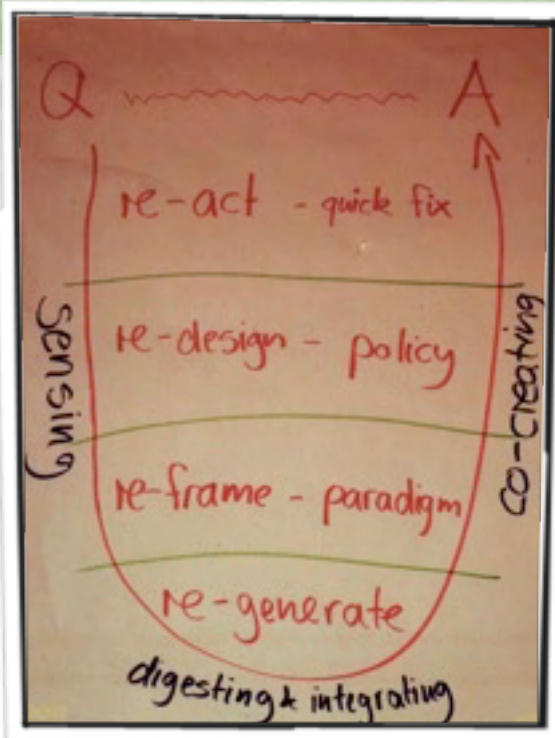 Q A
re-act - quick fix
sensing
re-design - policy
co-creating
re-frame - paradigm
re-generate
digesting & integrating